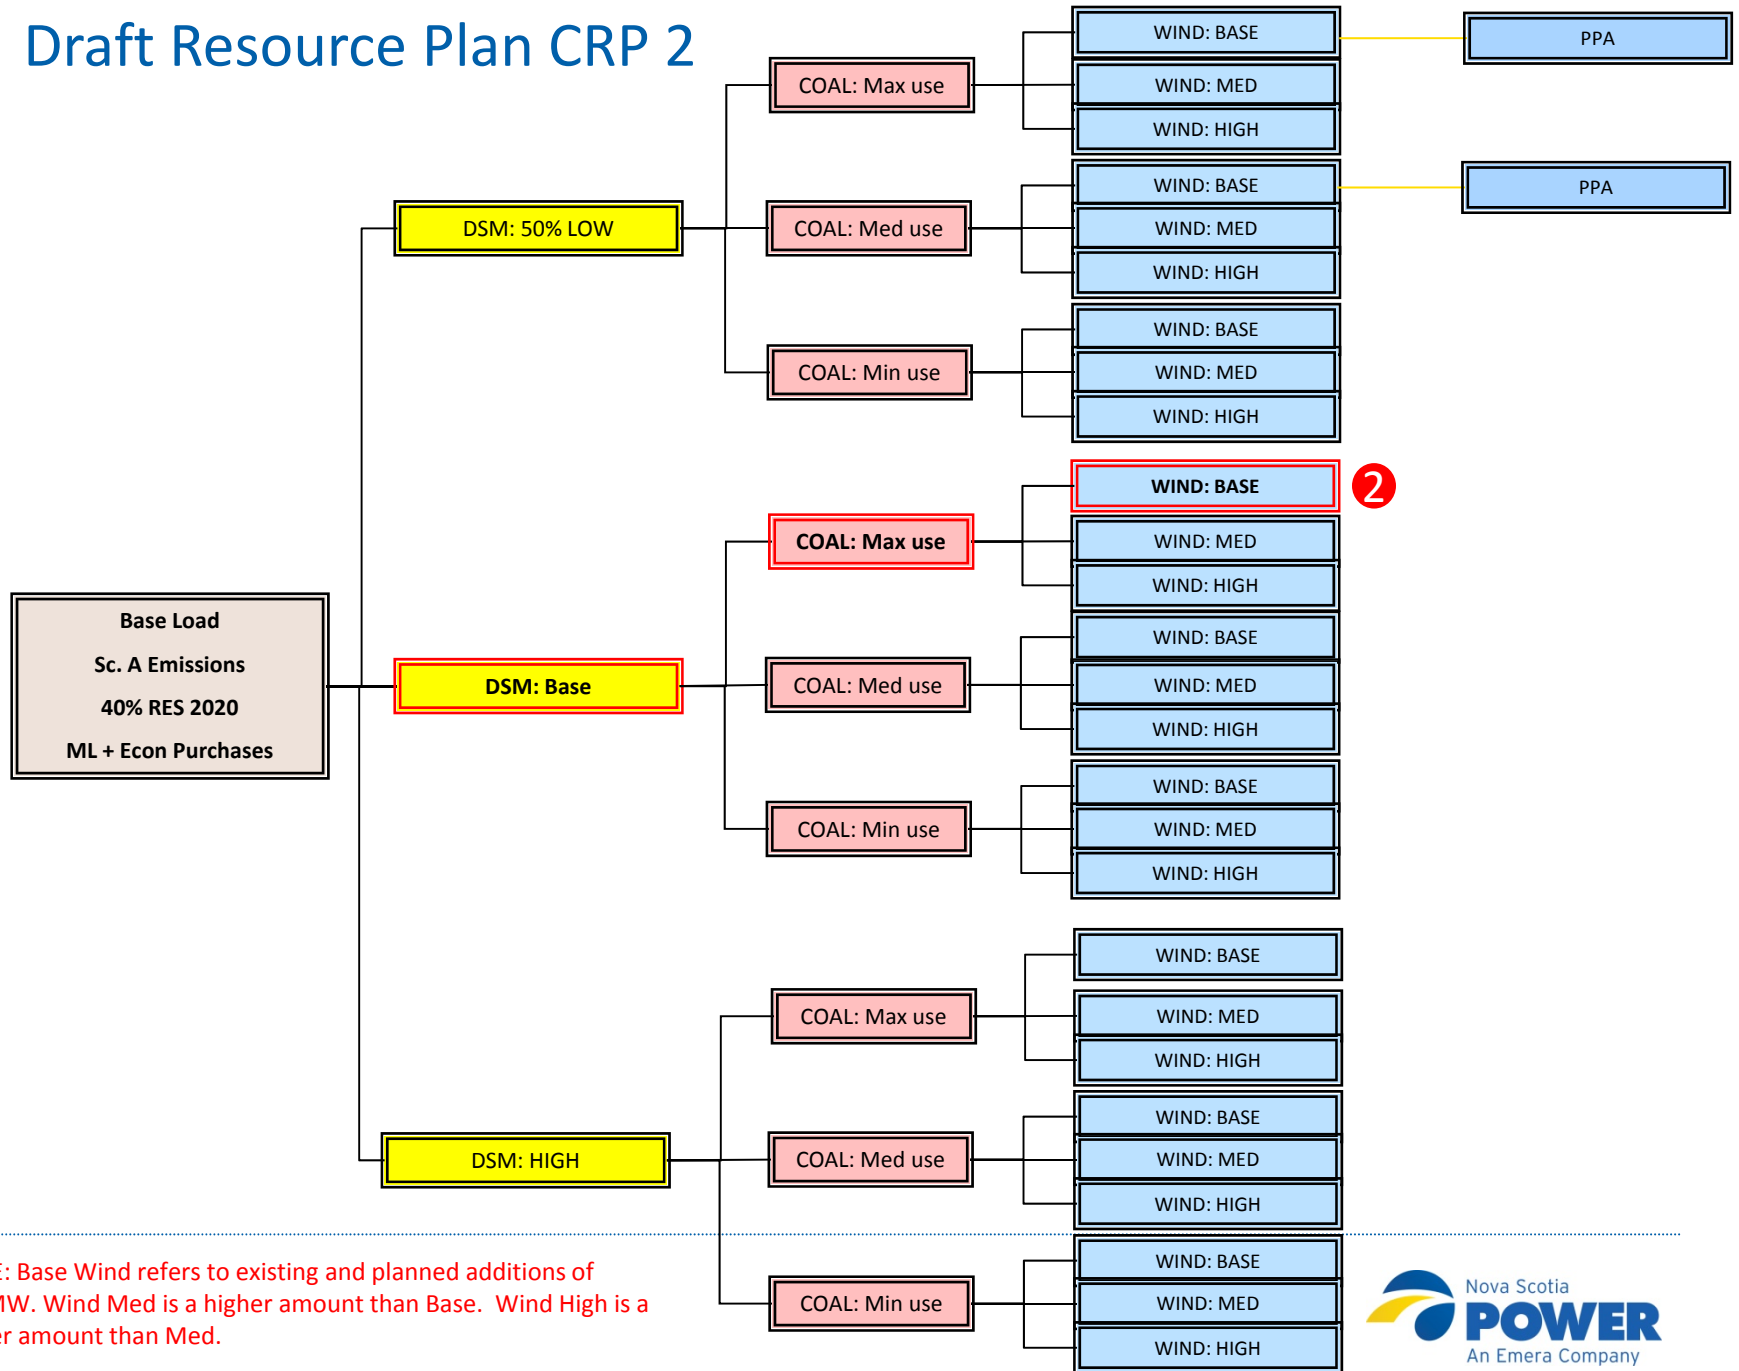 Draft Resource Plan CRP 2
WIND: BASE
PPA
COAL: Max use
WIND: MED
WIND: HIGH
WIND: BASE
PPA
DSM: 50% LOW
COAL: Med use
WIND: MED
WIND: HIGH
WIND: BASE
COAL: Min use
WIND: MED
WIND: HIGH
WIND: BASE
2
COAL: Max use
WIND: MED
WIND: HIGH
Base Load
Sc. A Emissions
40% RES 2020
ML + Econ Purchases
DSM: Base
WIND: BASE
COAL: Med use
WIND: MED
WIND: HIGH
WIND: BASE
COAL: Min use
WIND: MED
WIND: HIGH
WIND: BASE
COAL: Max use
WIND: MED
WIND: HIGH
WIND: BASE
DSM: HIGH
COAL: Med use
WIND: MED
WIND: HIGH
WIND: BASE
COAL: Min use
WIND: MED
WIND: HIGH
: Base Wind refers to existing and planned additions of
MW. Wind Med is a higher amount than Base. Wind High is a
amount than Med.
Nova Scotia
POWER
An Emera Company